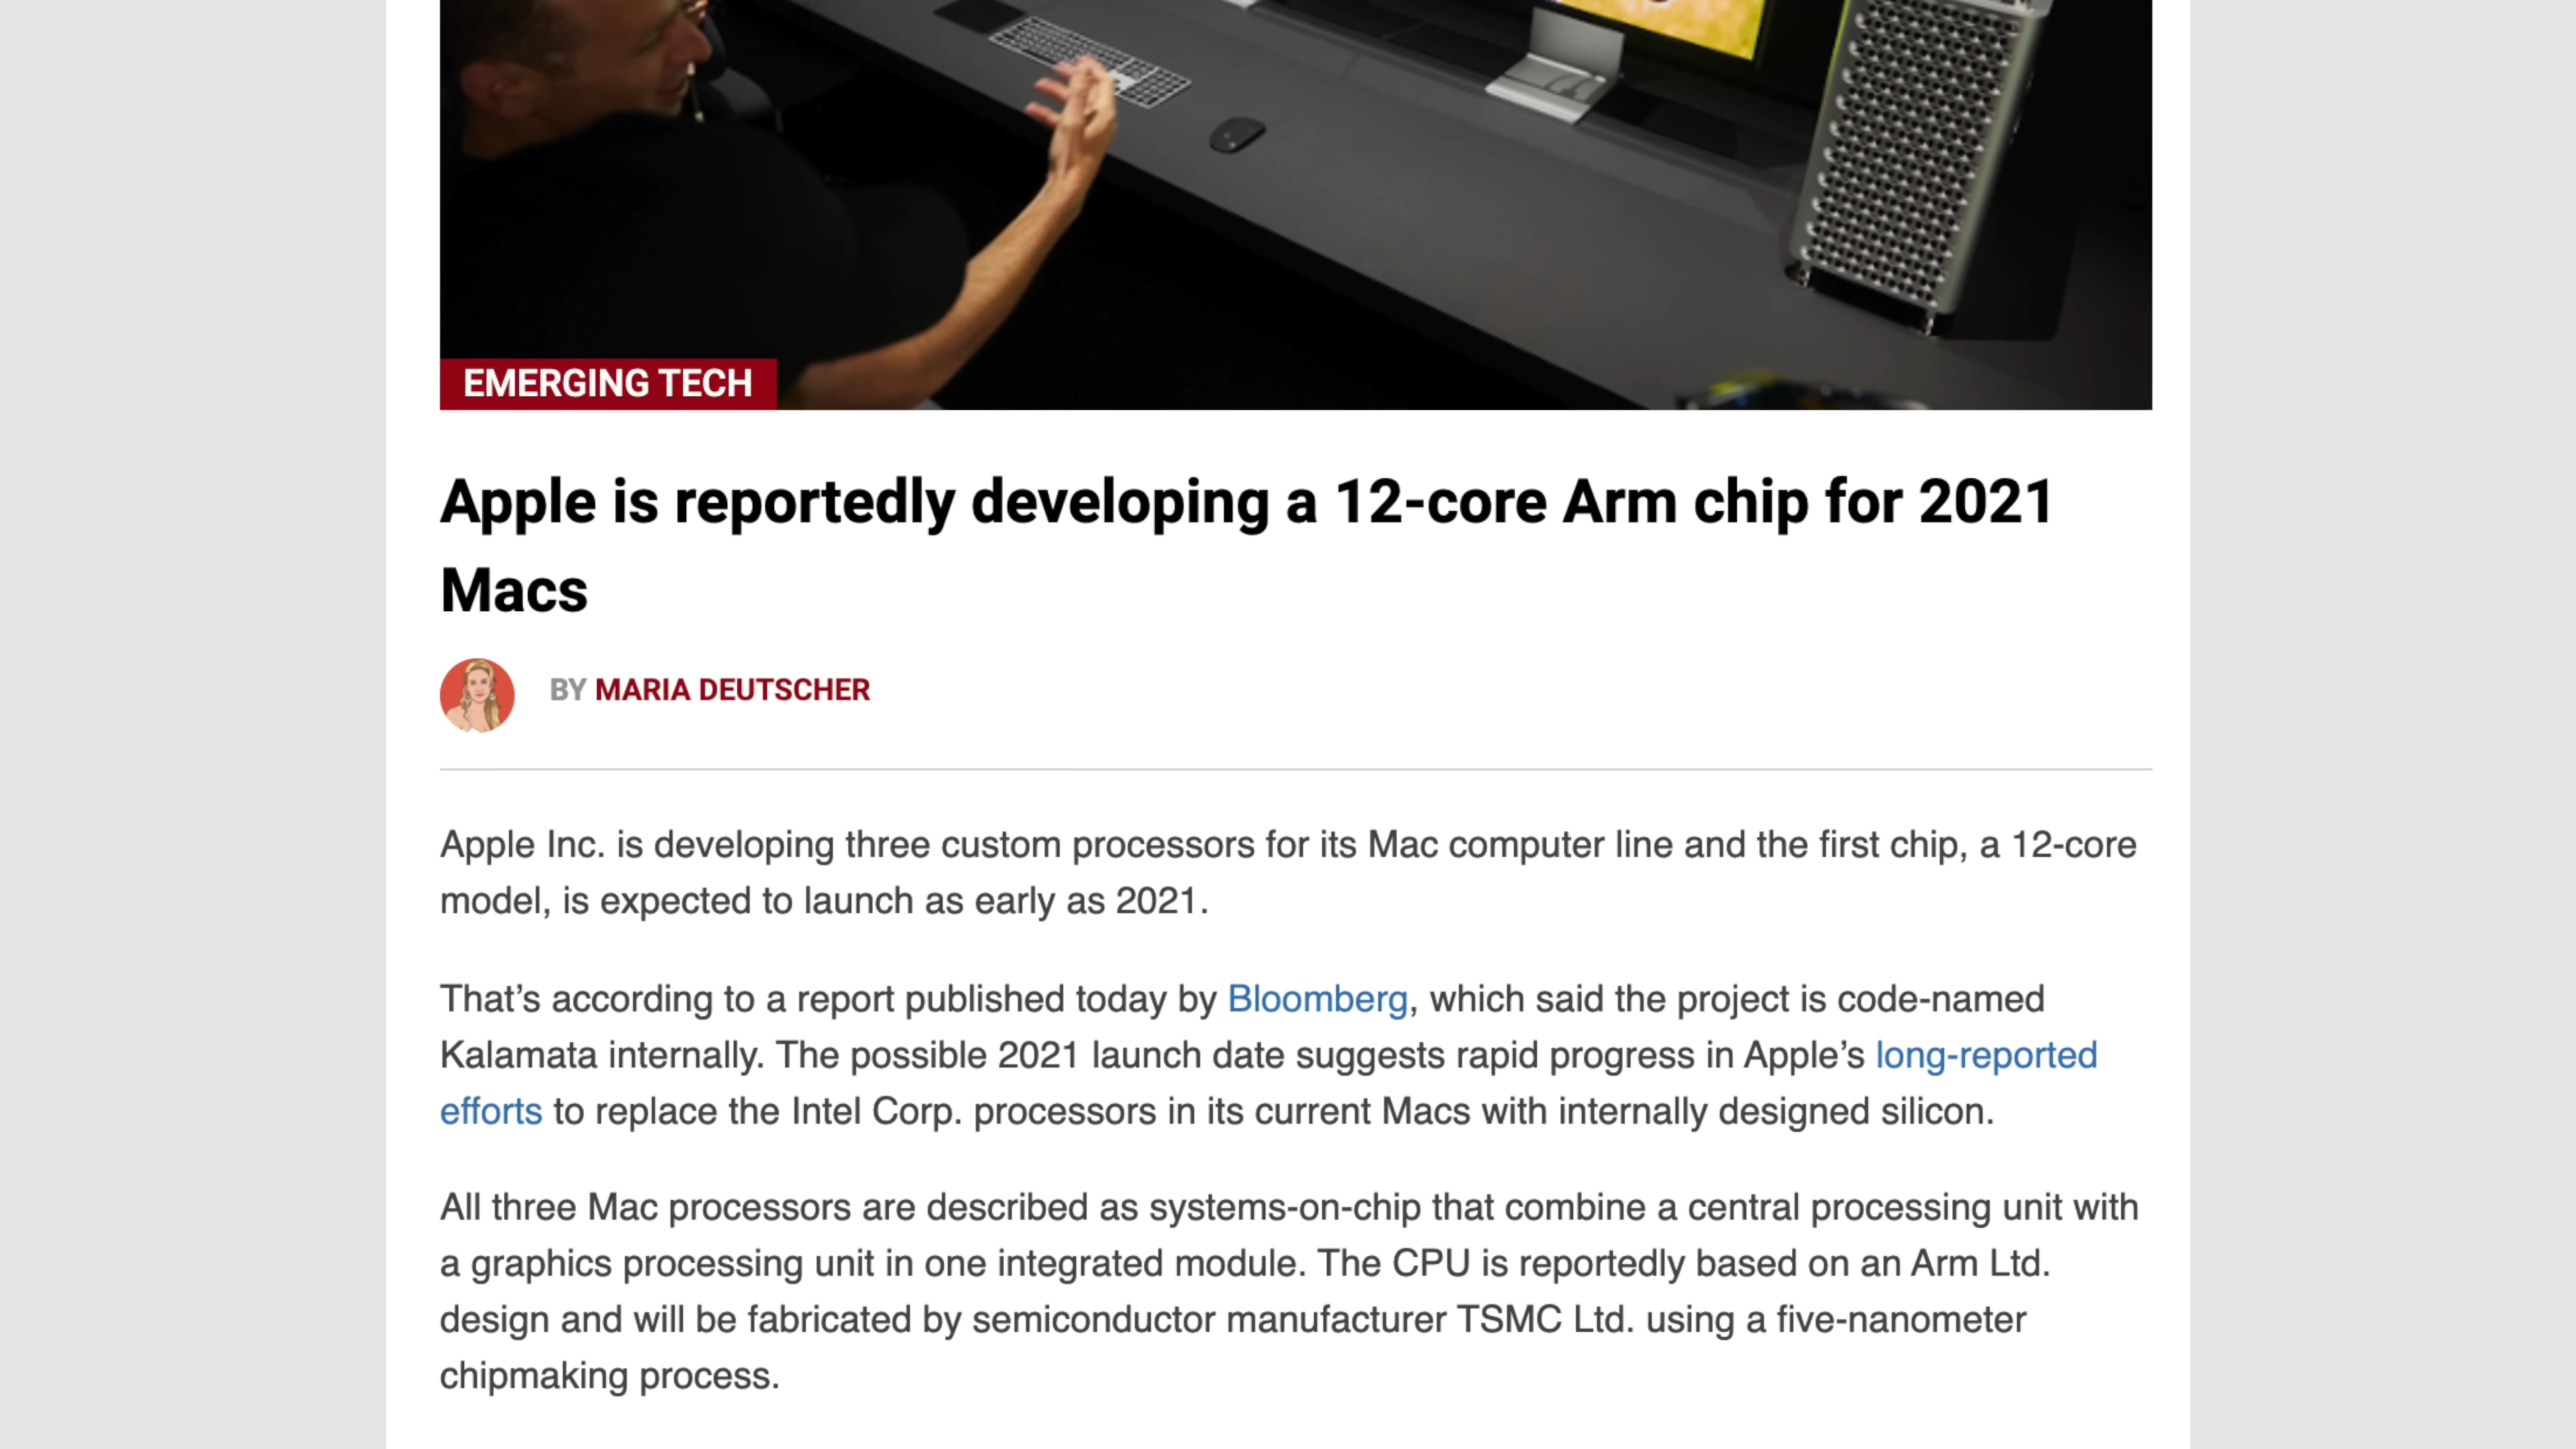 EMERGING TECH
Apple is reportedly developing a 12-core Arm chip for 2021
Macs
BY MARIA DEUTSCHER
Apple Inc. is developing three custom processors for its Mac computer line and the first chip, a 12-core
model, is expected to launch as early as 2021.
That’s according to a report published today by Bloomberg, which said the project is code-named
Kalamata internally. The possible 2021 launch date suggests rapid progress in Apple’s long-reported
efforts to replace the Intel Corp. processors in its current Macs with internally designed silicon.
All three Mac processors are described as systems-on-chip that combine a central processing unit with
a graphics processing unit in one integrated module. The CPU is reportedly based on an Arm Ltd.
design and will be fabricated by semiconductor manufacturer TSMC Ltd. using a five-nanometer
chipmaking process.